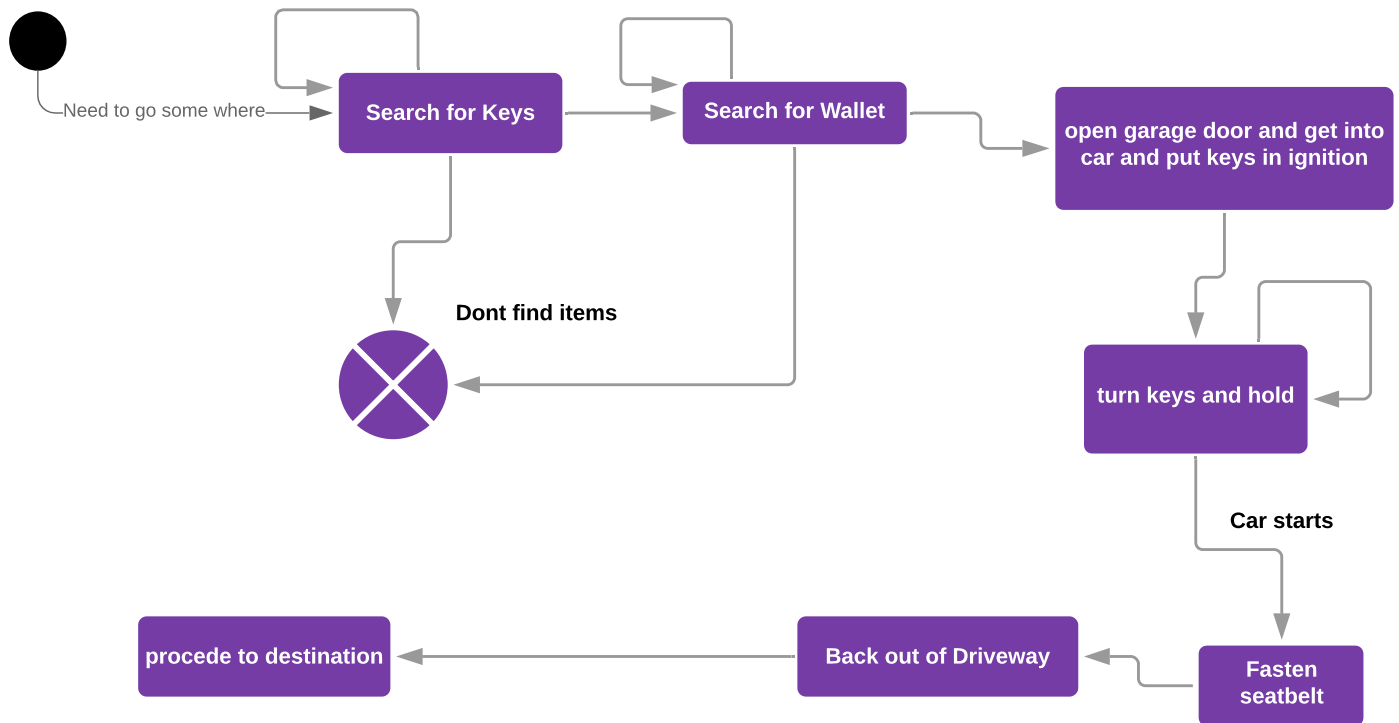 Need to go some where
Search for Keys
Search for Wallet
open garage door and get into
car and put keys in ignition
Dont find items
turn keys and hold
Car starts
procede to destination
Back out of Driveway
Fasten
seatbelt